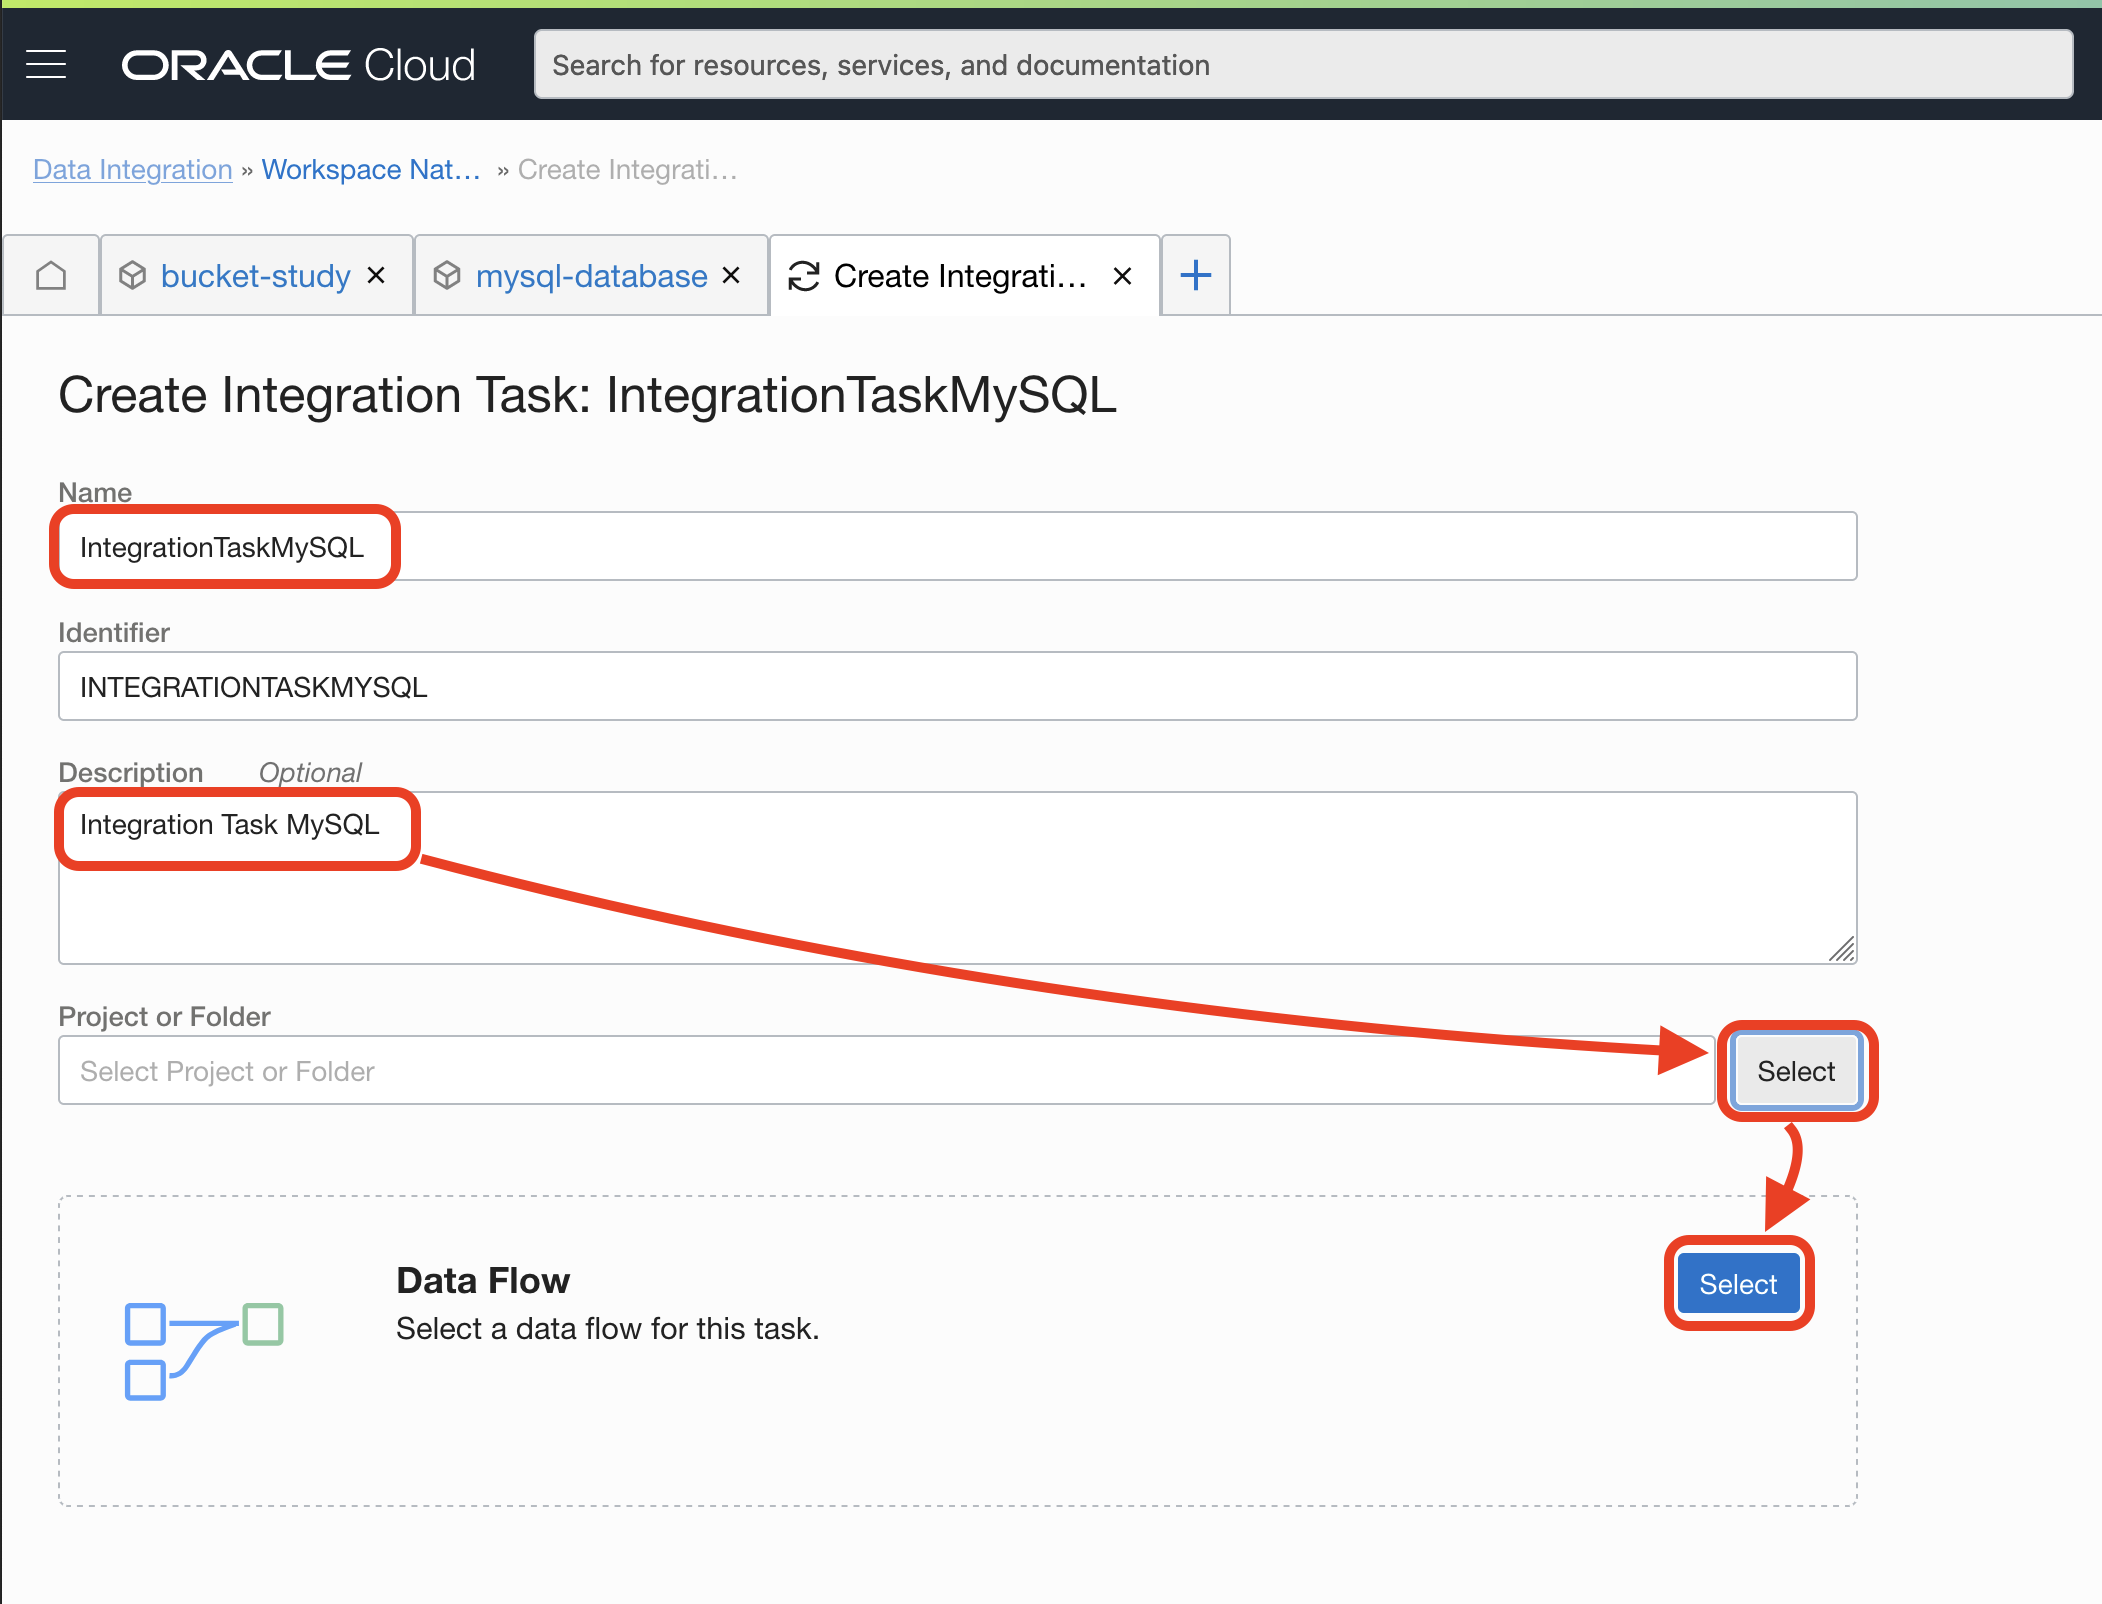 ORACLE Cloud
Search for resources, services, and documentation
Data Integration » Workspace Nat... » Create Integrati...
bucket-study × mysql-database × Create Integrati... × +
Create Integration Task: IntegrationTaskMySQL
Name
IntegrationTaskMySQL
Identifier
INTEGRATIONTASKMYSQL
Description Optional
Integration Task MySQL
Project or Folder
Select Project or Folder
Select
Data Flow
Select
Select a data flow for this task.